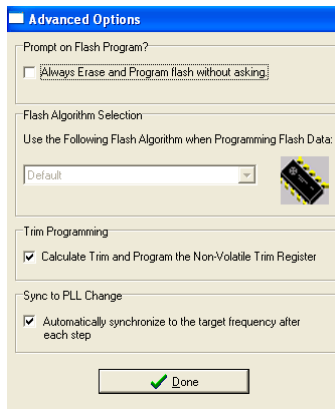 Advanced Options
Prompt on Flash Program?
Always Erase and Program flash without asking.
Flash Algorithm Selection
Use the Following Flash Algorithm when Programming Flash Data:
Default
Trim Programming
Calculate Trim and Program the Non-Volatile Trim Register
Sync to PLL Change
Automatically synchronize to the target frequency after
each step
Done